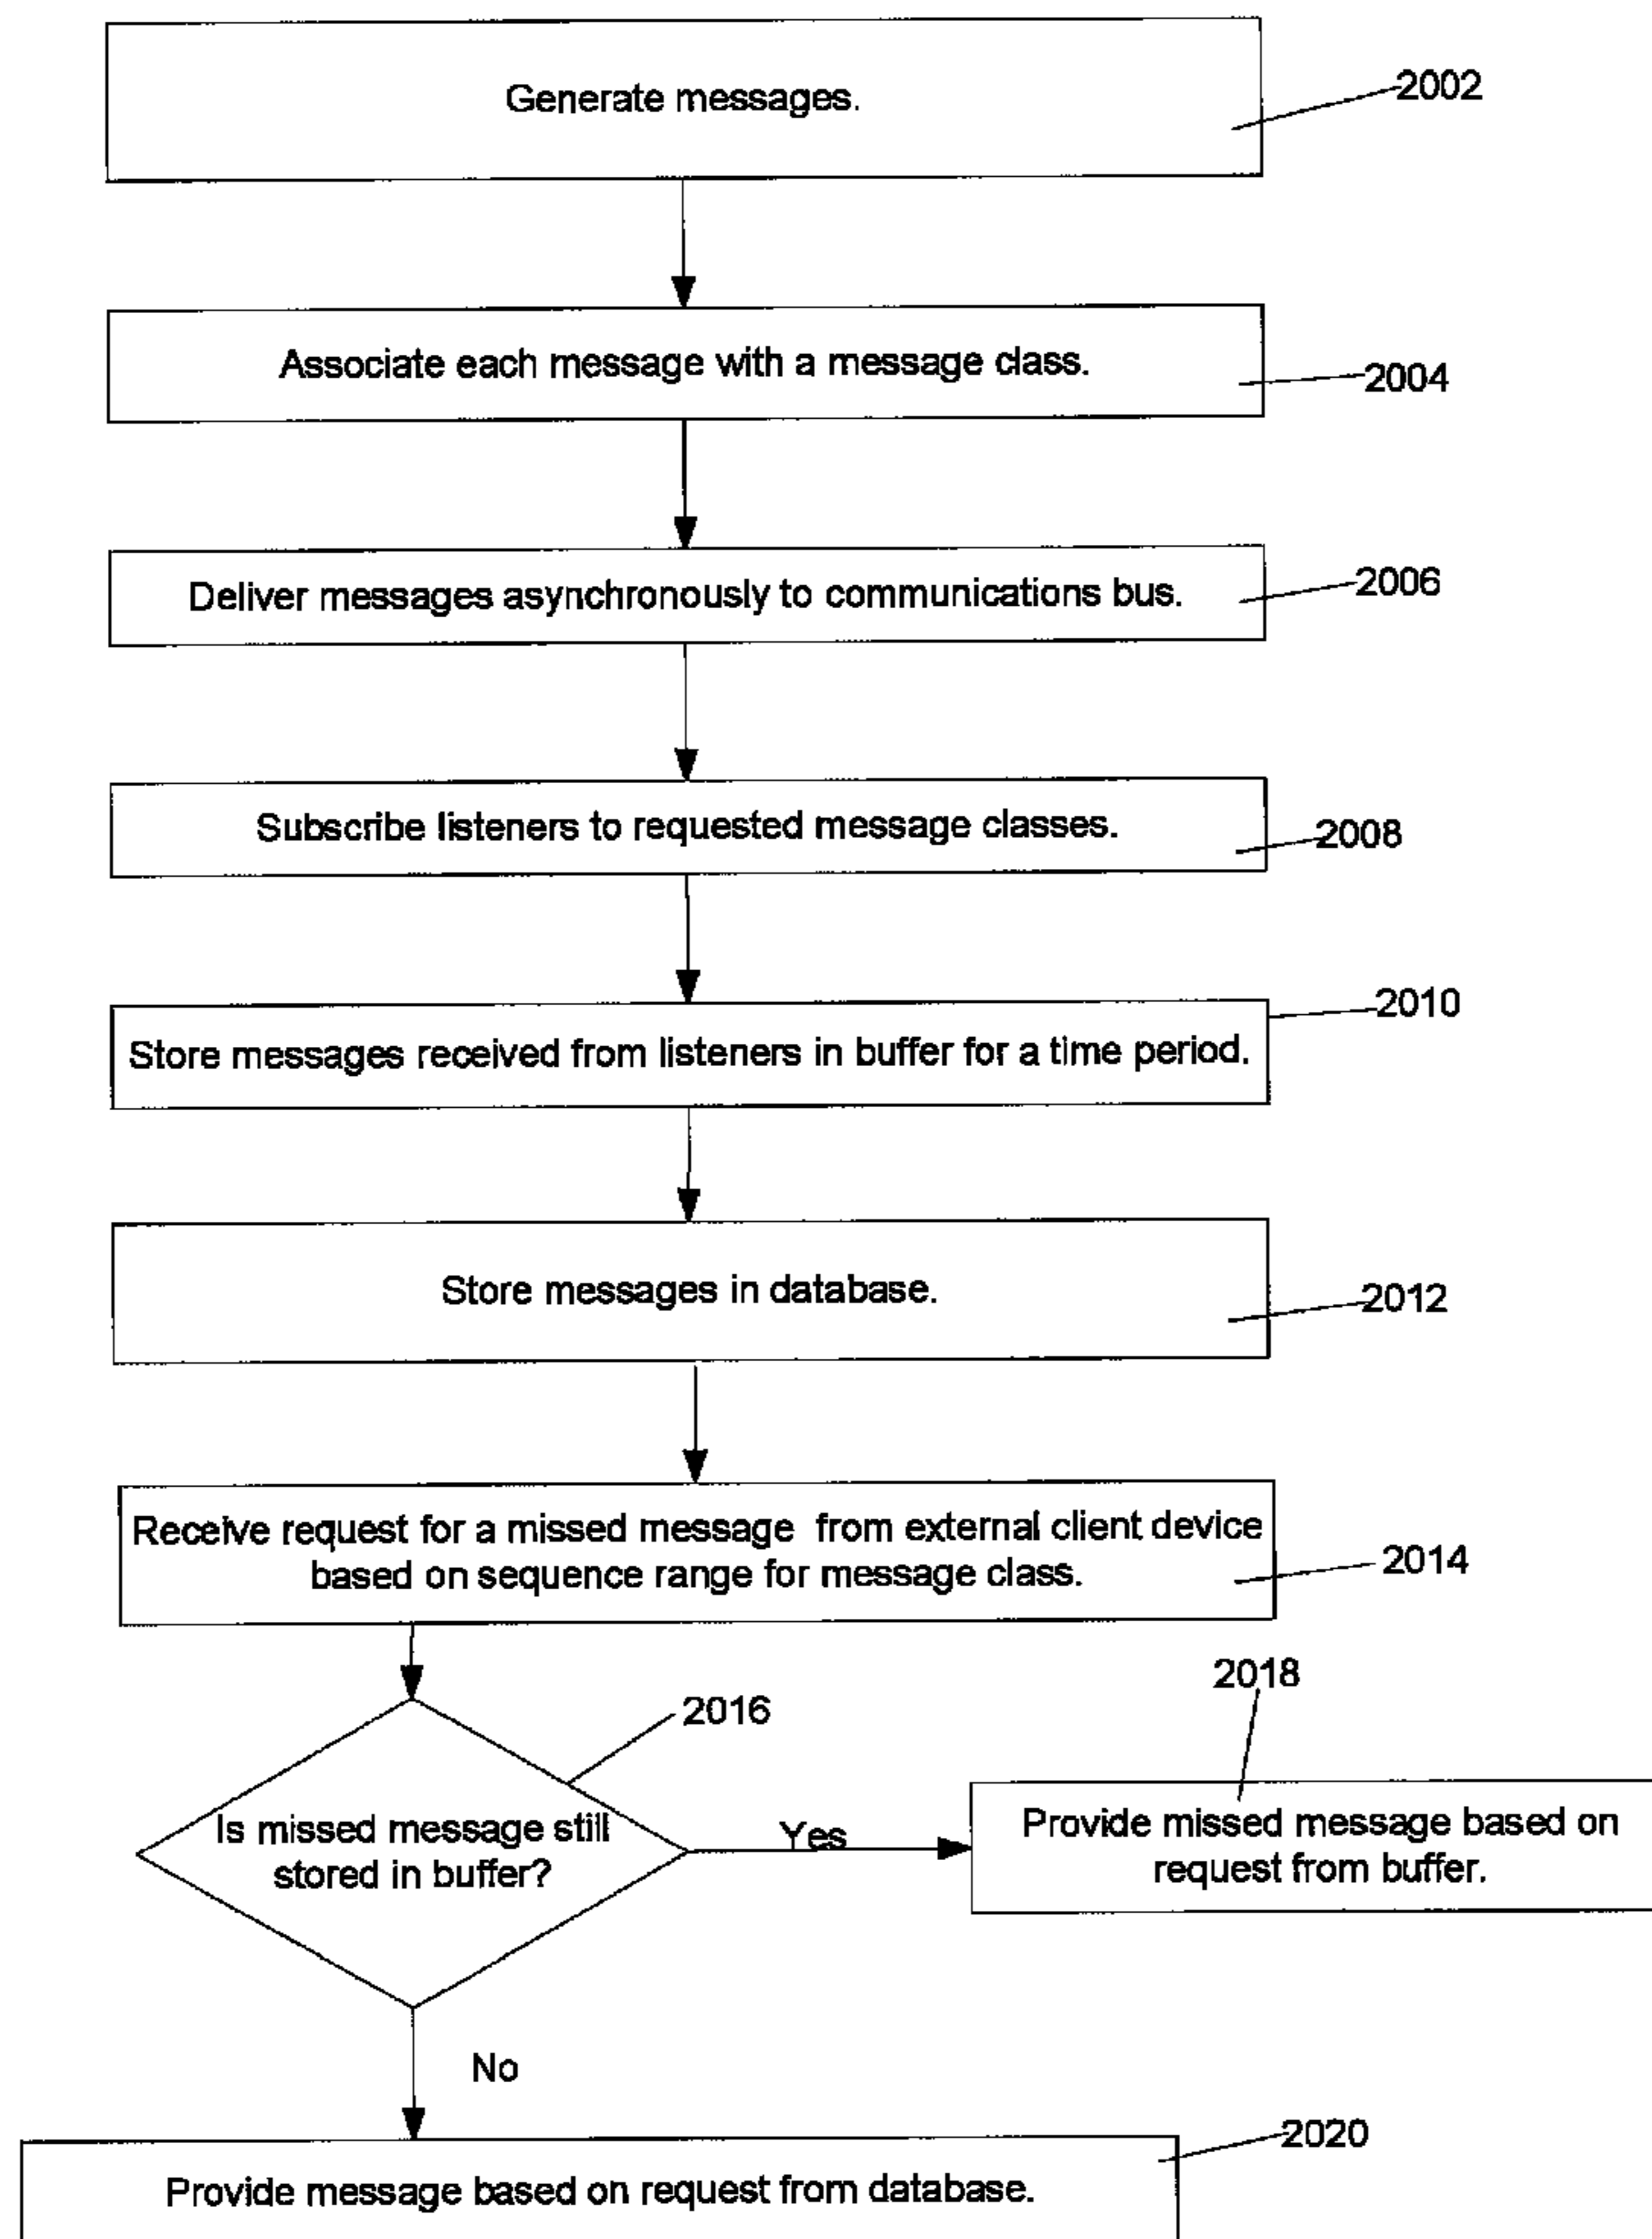 Generate messages.
2002
Associate each message with a message class.
2004
Deliver messages asynchronously to communications bus.
2006
Subscribe listeners to requested message classes.
2008
Store messages received from listeners in buffer for a time period.
2010
Store messages in database.
2012
Receive request for a missed message from external client device
based on sequence range for message class.
2014
2016
Is missed message still
stored in buffer?
Yes
2018
Provide missed message based on
request from buffer.
No
2020
Provide message based on request from database.